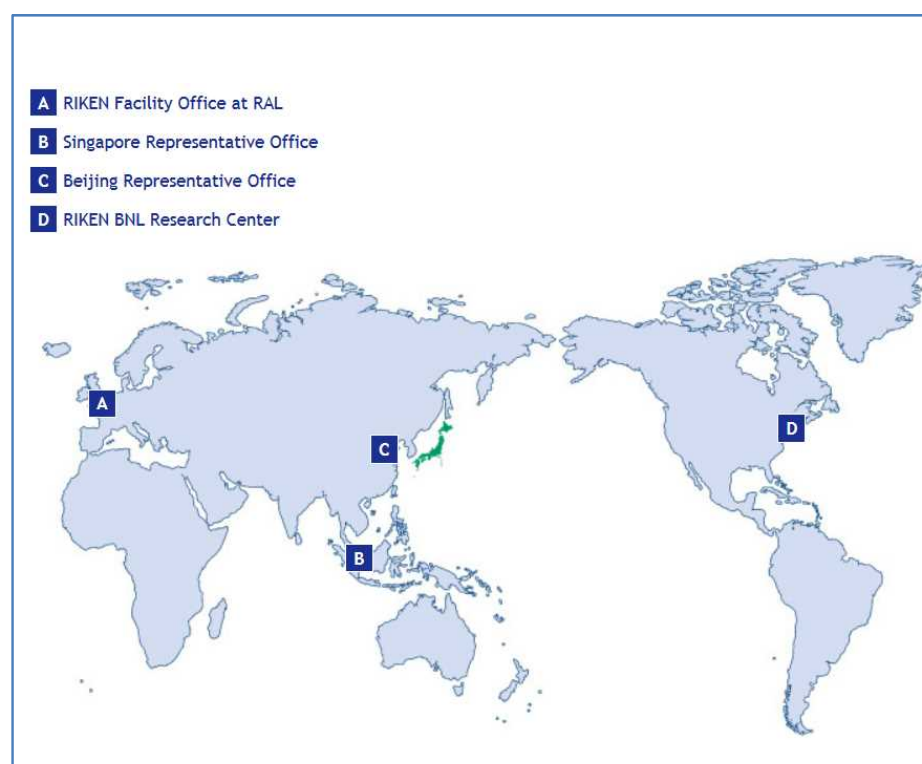 A RIKEN Facility Office at RAL
B Singapore Representative Office
C Beijing Representative Office
D RIKEN BNL Research Center
A
D
C
B